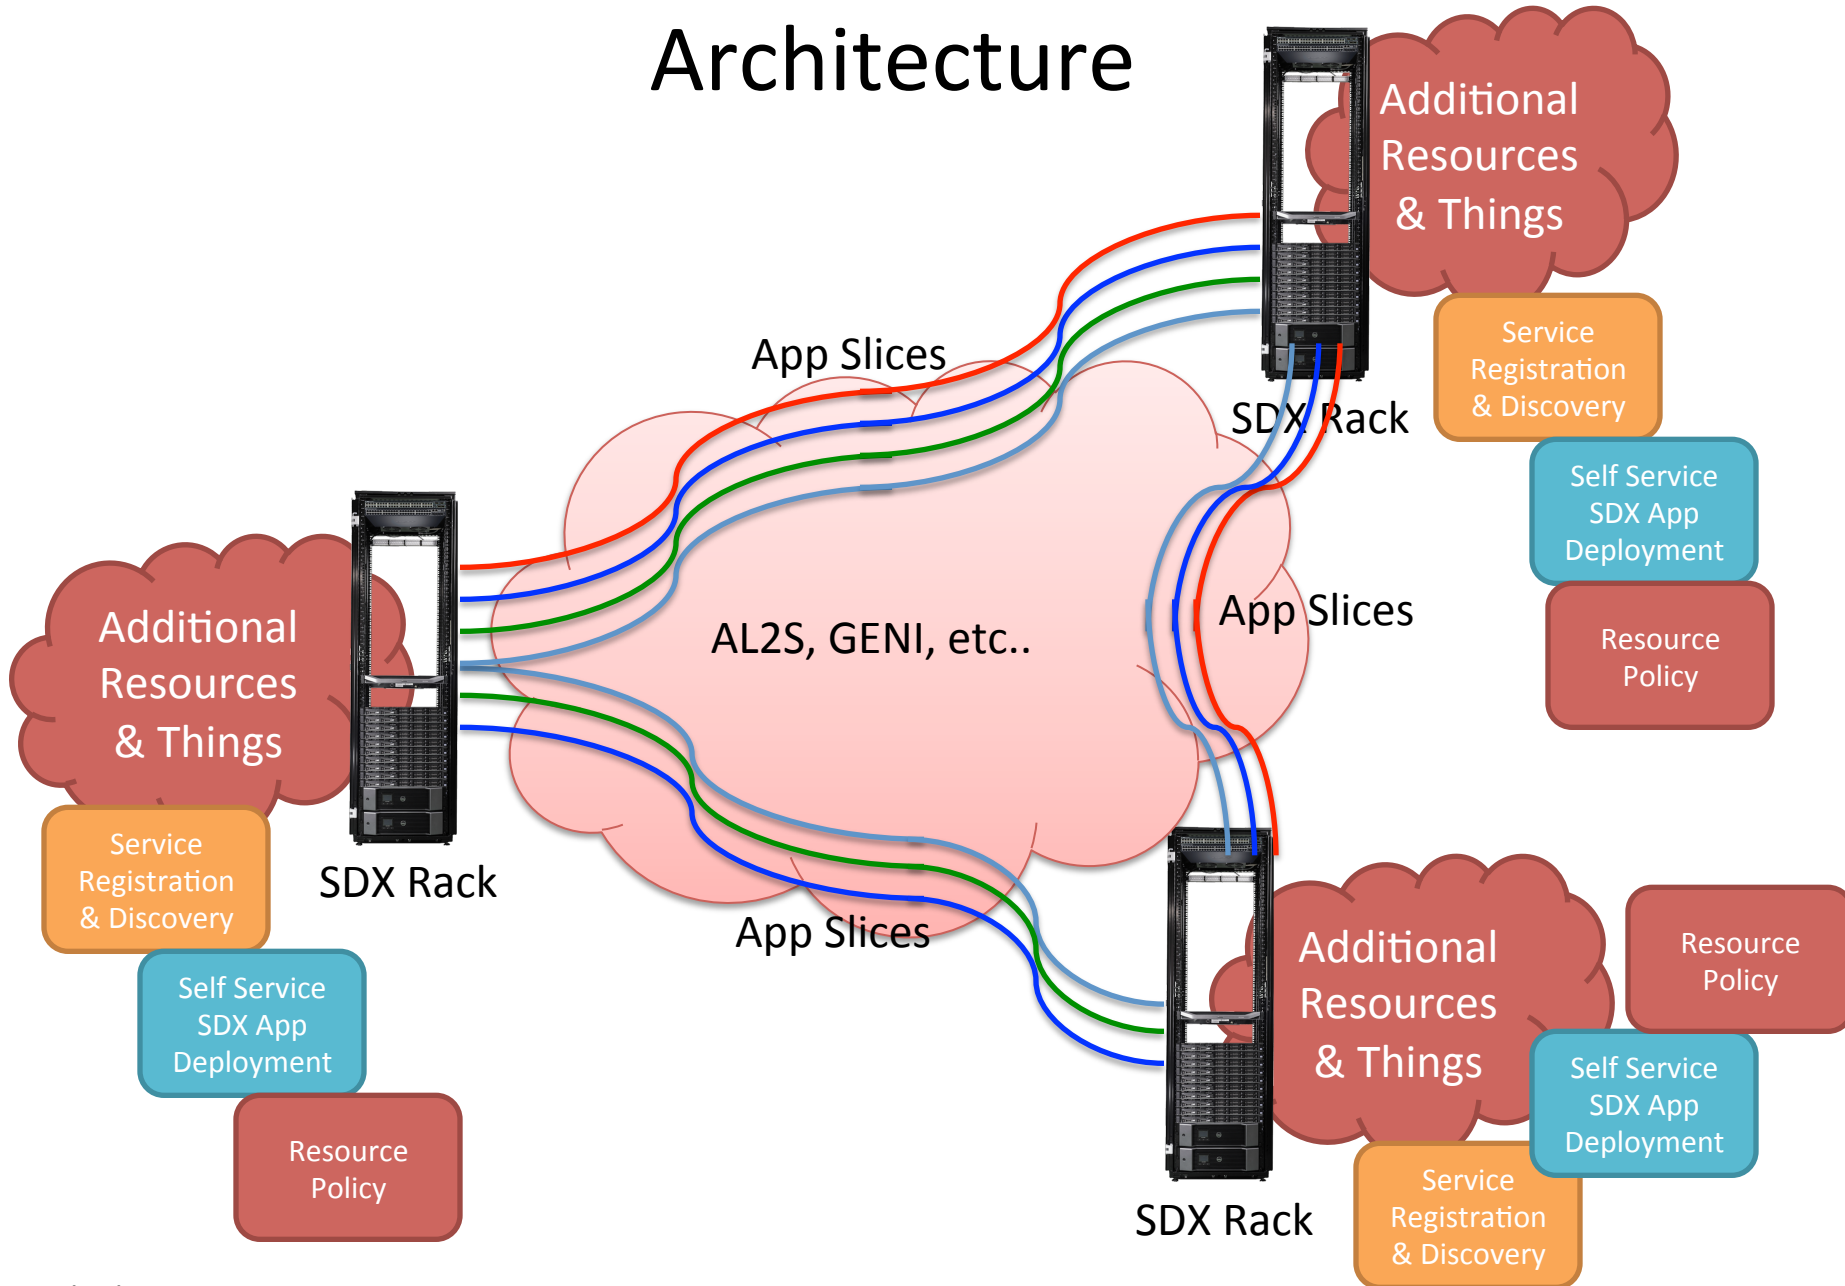 Architecture
Additional
Resources
& Things
Service
Registration
& Discovery
Self Service
SDX App
Deployment
Resource
Policy
SDX Rack
App Slices
App Slices
AL2S, GENI, etc..
App Slices
Additional
Resources
& Things
SDX Rack
Service
Registration
& Discovery
Self Service
SDX App
Deployment
Resource
Policy
Additional
Resources
& Things
Resource
Policy
Self Service
SDX App
Deployment
Service
Registration
& Discovery
SDX Rack